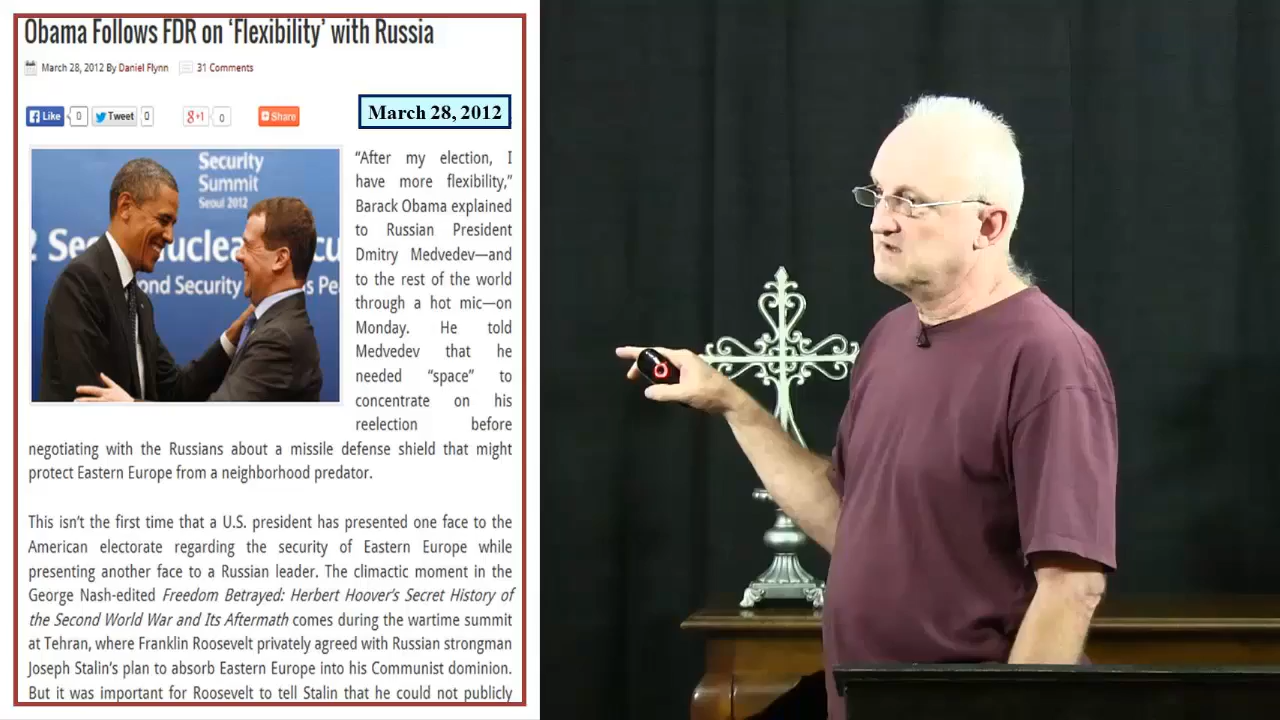 Obama Follows FDR on ‘Flexibility’ with Russia
March 28, 2012 By Daniel Flynn 31 Comments
Like 0 Tweet 0 g+1 0 Share
March 28, 2012
Security
Summit
Seoul 2012
“After my election, I
have more flexibility,”
Barack Obama explained
to Russian President
Dmitry Medvedev—and
to the rest of the world
through a hot mic—on
Monday. He told
Medvedev that he
needed “space” to
concentrate on his
reelection before
negotiating with the Russians about a missile defense shield that might
protect Eastern Europe from a neighborhood predator.
This isn’t the first time that a U.S. president has presented one face to the
American electorate regarding the security of Eastern Europe while
presenting another face to a Russian leader. The climactic moment in the
George Nash-edited Freedom Betrayed: Herbert Hoover’s Secret History of
the Second World War and Its Aftermath comes during the wartime summit
at Tehran, where Franklin Roosevelt privately agreed with Russian strongman
Joseph Stalin’s plan to absorb Eastern Europe into his Communist dominion.
But it was important for Roosevelt to tell Stalin that he could not publicly